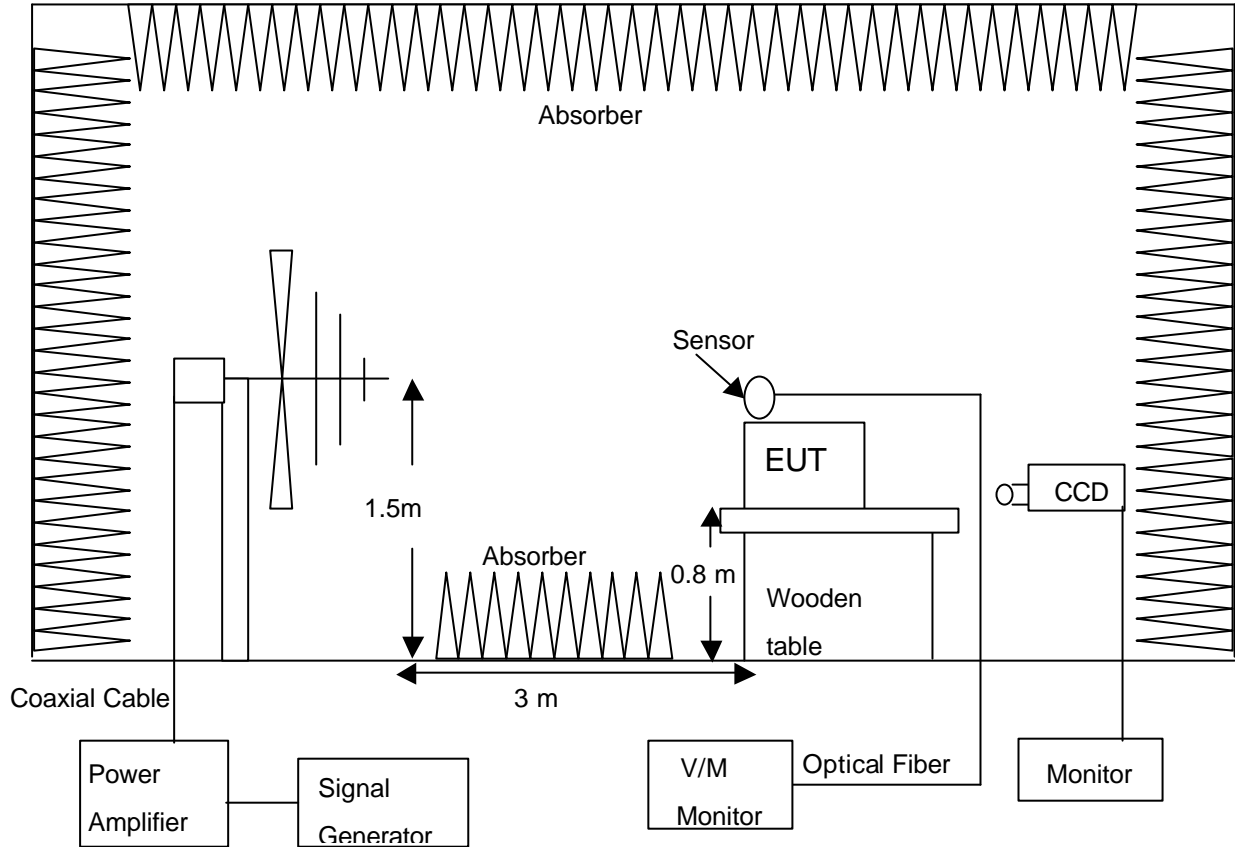 Absorber
Sensor
EUT
CCD
1.5m
Absorber
0.8 m
Wooden
table
3 m
Coaxial Cable
Power
Amplifier
Signal
Generator
V/M
Monitor
Optical Fiber
Monitor